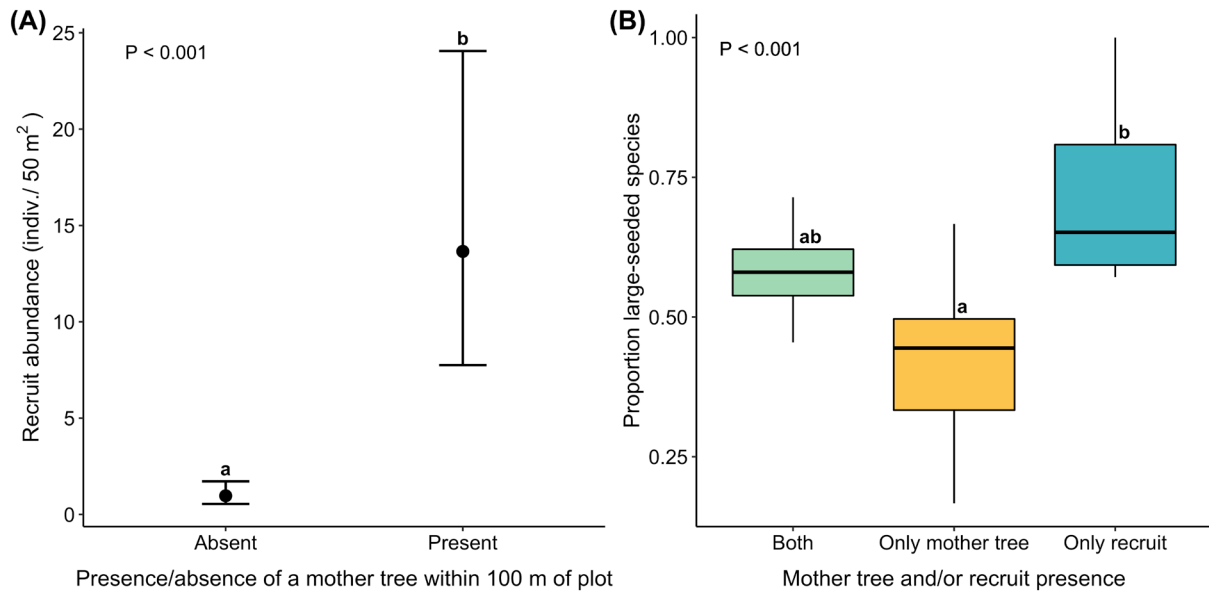 (A)
P < 0.001
Recruit abundance (indiv./ 50 m² )
25
20
15
10
5
0
a
b
Absent
Present
Presence/absence of a mother tree within 100 m of plot
(B)
P < 0.001
Proportion large-seeded species
1.00
0.75
0.50
0.25
ab
a
b
Both
Only mother tree
Only recruit
Mother tree and/or recruit presence